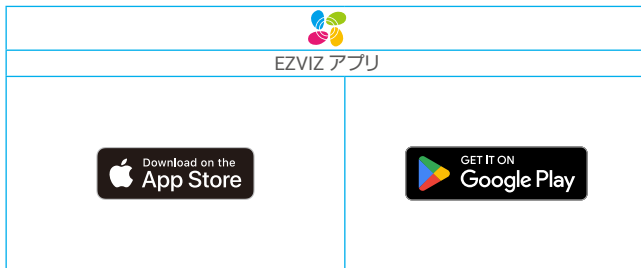 EZVIZ アプリ
Download on the
App Store
GET IT ON
Google Play